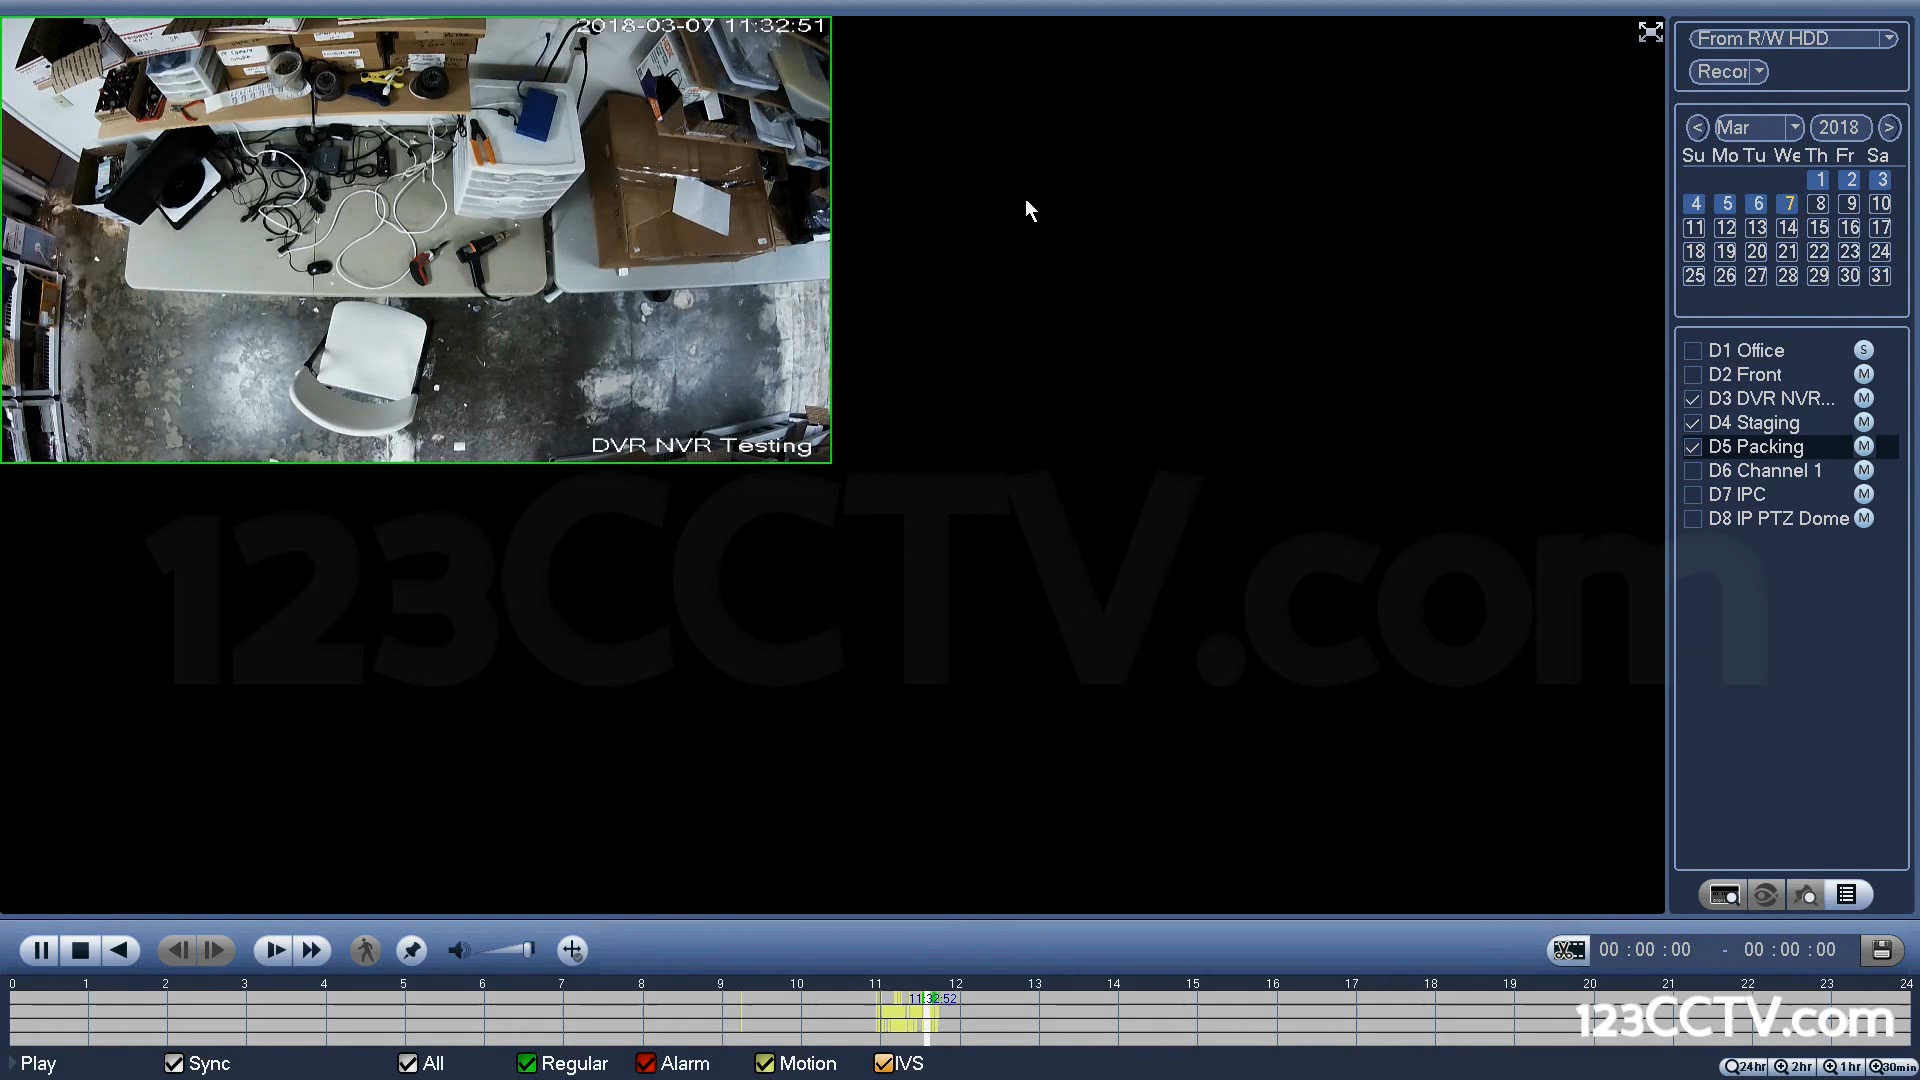 2018-03-07 11:32:51
DVR NVR Testing
From R/W HDD
Recor
< Mar 2018 >
Su Mo Tu We Th Fr Sa
1 2 3
4 5 6 7 8 9 10
11 12 13 14 15 16 17
18 19 20 21 22 23 24
25 26 27 28 29 30 31
D1 Office S
D2 Front M
D3 DVR NVR... M
D4 Staging M
D5 Packing M
D6 Channel 1 M
D7 IPC M
D8 IP PTZ Dome M
123CCTV.com
00 : 00 : 00 - 00 : 00 : 00
0 1 2 3 4 5 6 7 8 9 10 11 12 13 14 15 16 17 18 19 20 21 22 23 24
11:32:52
123CCTV.com
Play Sync All Regular Alarm Motion IVS
24hr 2hr 1hr 30min